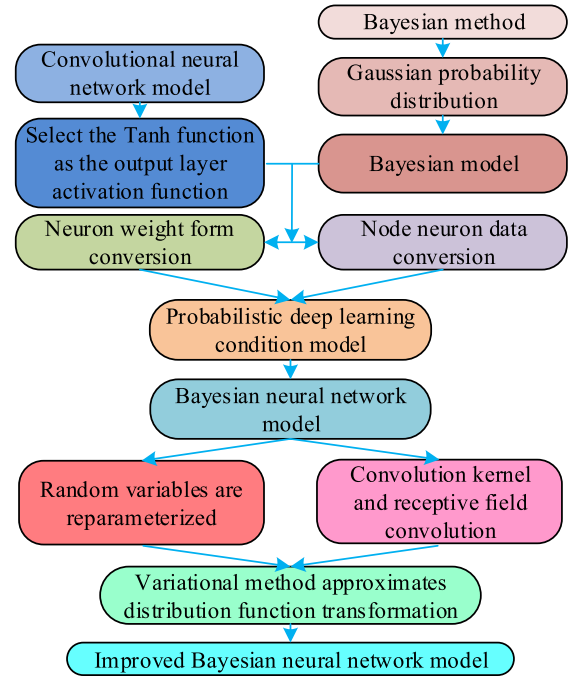 Bayesian method
Convolutional neural
network model
Gaussian probability
distribution
Select the Tanh function
as the output layer
activation function
Bayesian model
Neuron weight form
conversion
Node neuron data
conversion
Probabilistic deep learning
condition model
Bayesian neural network
model
Random variables are
reparameterized
Convolution kernel
and receptive field
convolution
Variational method approximates
distribution function transformation
Improved Bayesian neural network model